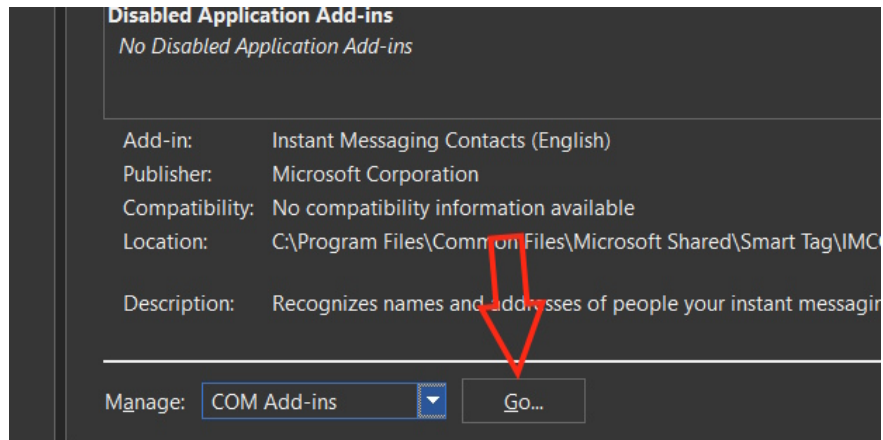 Disabled Application Add-ins
No Disabled Application Add-ins
Add-in: Instant Messaging Contacts (English)
Publisher: Microsoft Corporation
Compatibility: No compatibility information available
Location: C:\Program Files\Common Files\Microsoft Shared\Smart Tag\IMC
Description: Recognizes names and addresses of people your instant messagin
Manage: COM Add-ins Go...